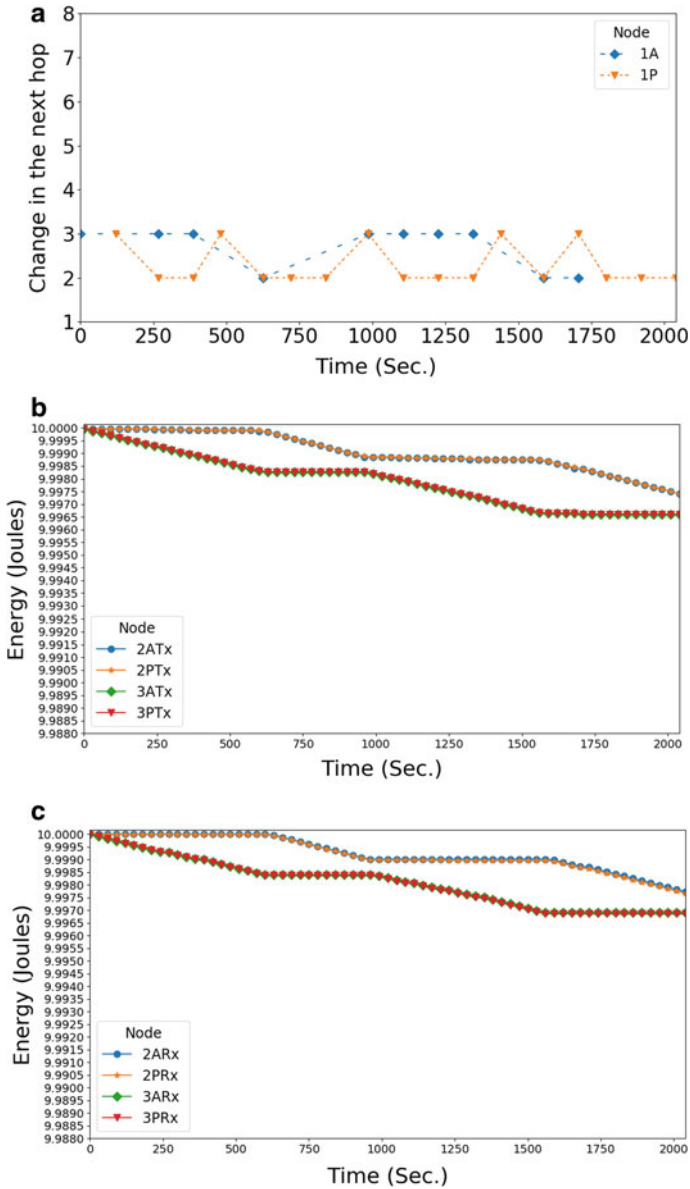 a
Change in the next hop
8
7
6
5
4
3
2
1
Node
1A
1P
0 250 500 750 1000 1250 1500 1750 2000
Time (Sec.)
b
Energy (Joules)
10.0000
9.9995
9.9990
9.9985
9.9980
9.9975
9.9970
9.9965
9.9960
9.9955
9.9950
9.9945
9.9940
9.9935
9.9930
9.9925
9.9920
9.9915
9.9910
9.9905
9.9900
9.9895
9.9890
9.9885
9.9880
Node
2ATx
2PTx
3ATx
3PTx
0 250 500 750 1000 1250 1500 1750 2000
Time (Sec.)
c
Energy (Joules)
10.0000
9.9995
9.9990
9.9985
9.9980
9.9975
9.9970
9.9965
9.9960
9.9955
9.9950
9.9945
9.9940
9.9935
9.9930
9.9925
9.9920
9.9915
9.9910
9.9905
9.9900
9.9895
9.9890
9.9885
9.9880
Node
2ARx
2PRx
3ARx
3PRx
0 250 500 750 1000 1250 1500 1750 2000
Time (Sec.)